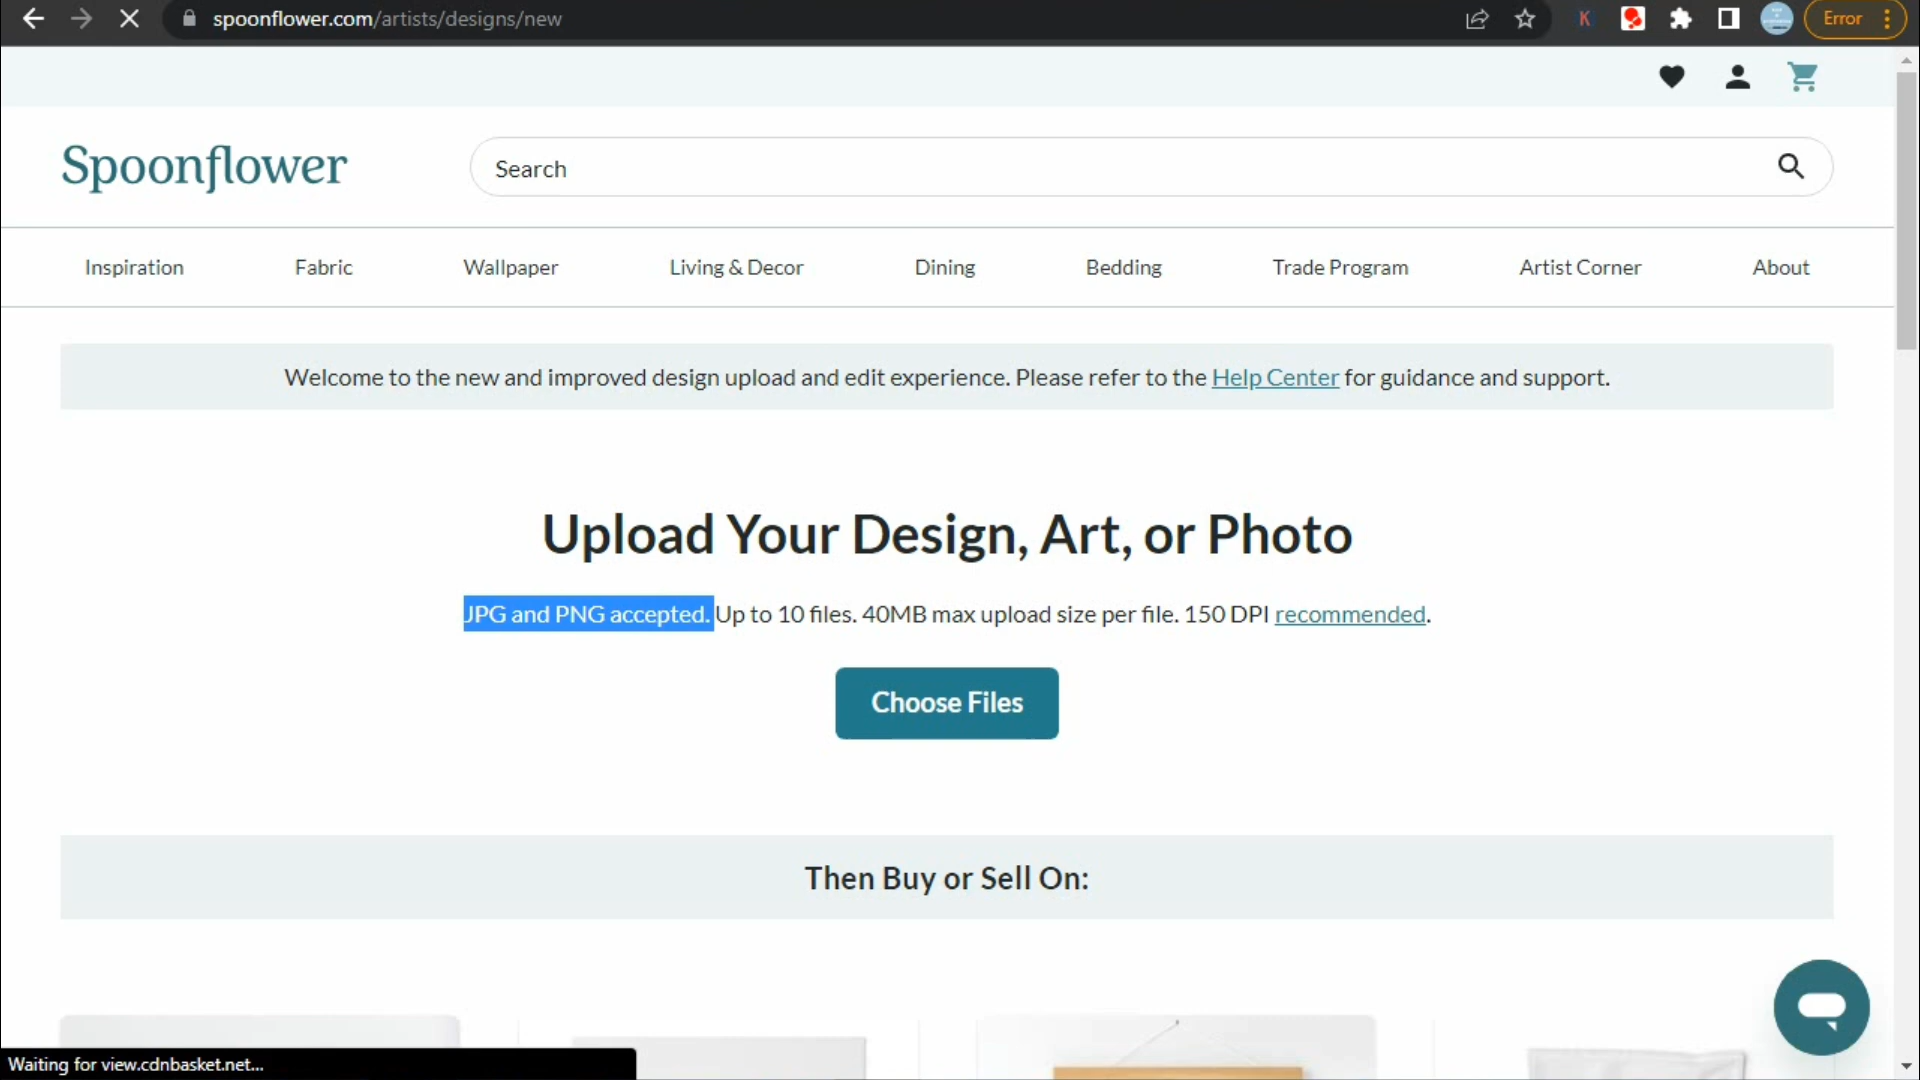 spoonflower.com/artists/designs/new
K
Error
Spoonflower
Search
Inspiration
Fabric
Wallpaper
Living & Decor
Dining
Bedding
Trade Program
Artist Corner
About
Welcome to the new and improved design upload and edit experience. Please refer to the Help Center for guidance and support.
Upload Your Design, Art, or Photo
JPG and PNG accepted. Up to 10 files. 40MB max upload size per file. 150 DPI recommended.
Choose Files
Then Buy or Sell On:
Waiting for view.cdnbasket.net...